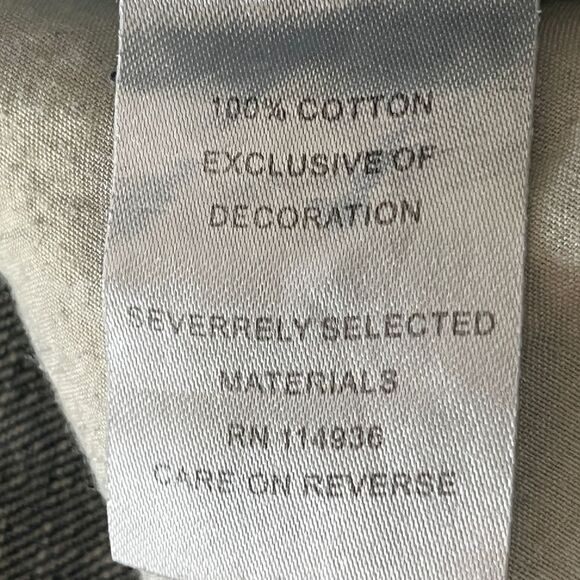 100% COTTON
EXCLUSIVE OF
DECORATION
SEVERRELY SELECTED
MATERIALS
RN 114936
CARE ON REVERSE